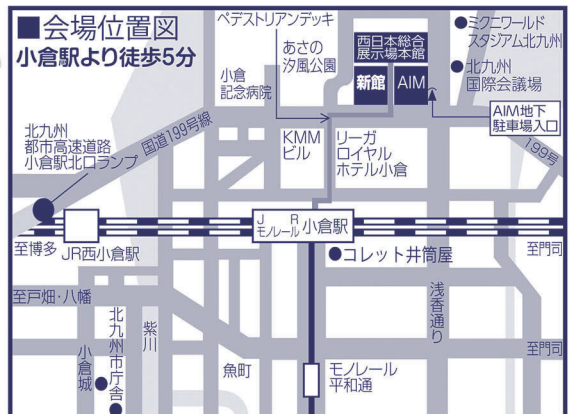 ■会場位置図
小倉駅より徒歩5分
ペデストリアンデッキ
あさの
汐風公園
西日本総合
展示場本館
ミクニワールド
スタジアム北九州
小倉
記念病院
新館
AIM
北九州
国際会議場
AIM地下
駐車場入口
北九州
都市高速道路
小倉駅北口ランプ
国道199号線
KMM
ビル
リーガ
ロイヤル
ホテル小倉
199号
JR
モノレール
小倉駅
至博多
JR西小倉駅
コレット井筒屋
至門司
至戸畑・八幡
紫川
浅香通り
小倉城
北九州市庁舎
魚町
モノレール
平和通
至門司